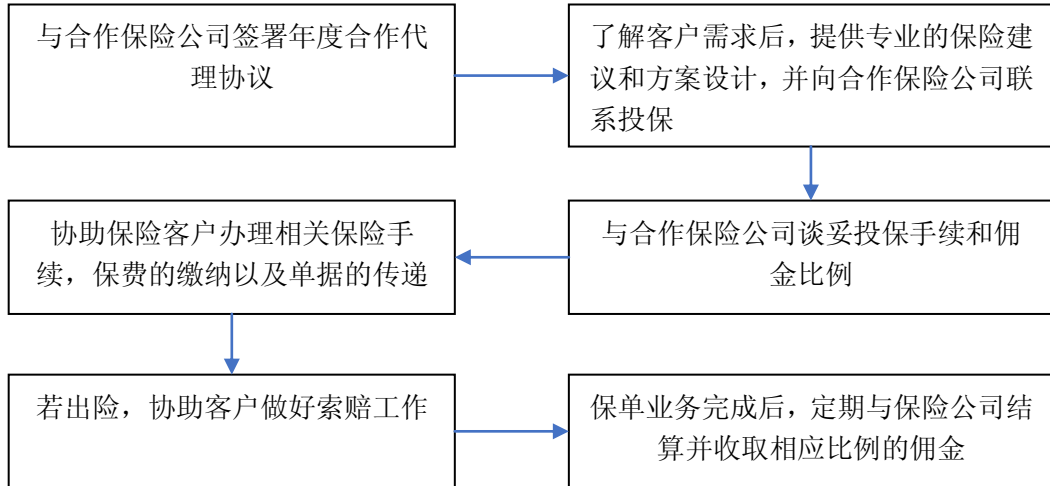 与合作保险公司签署年度合作代
理协议
了解客户需求后，提供专业的保险建
议和方案设计，并向合作保险公司联
系投保
与合作保险公司谈妥投保手续和佣
金比例
协助保险客户办理相关保险手
续，保费的缴纳以及单据的传递
若出险，协助客户做好索赔工作
保单业务完成后，定期与保险公司结
算并收取相应比例的佣金